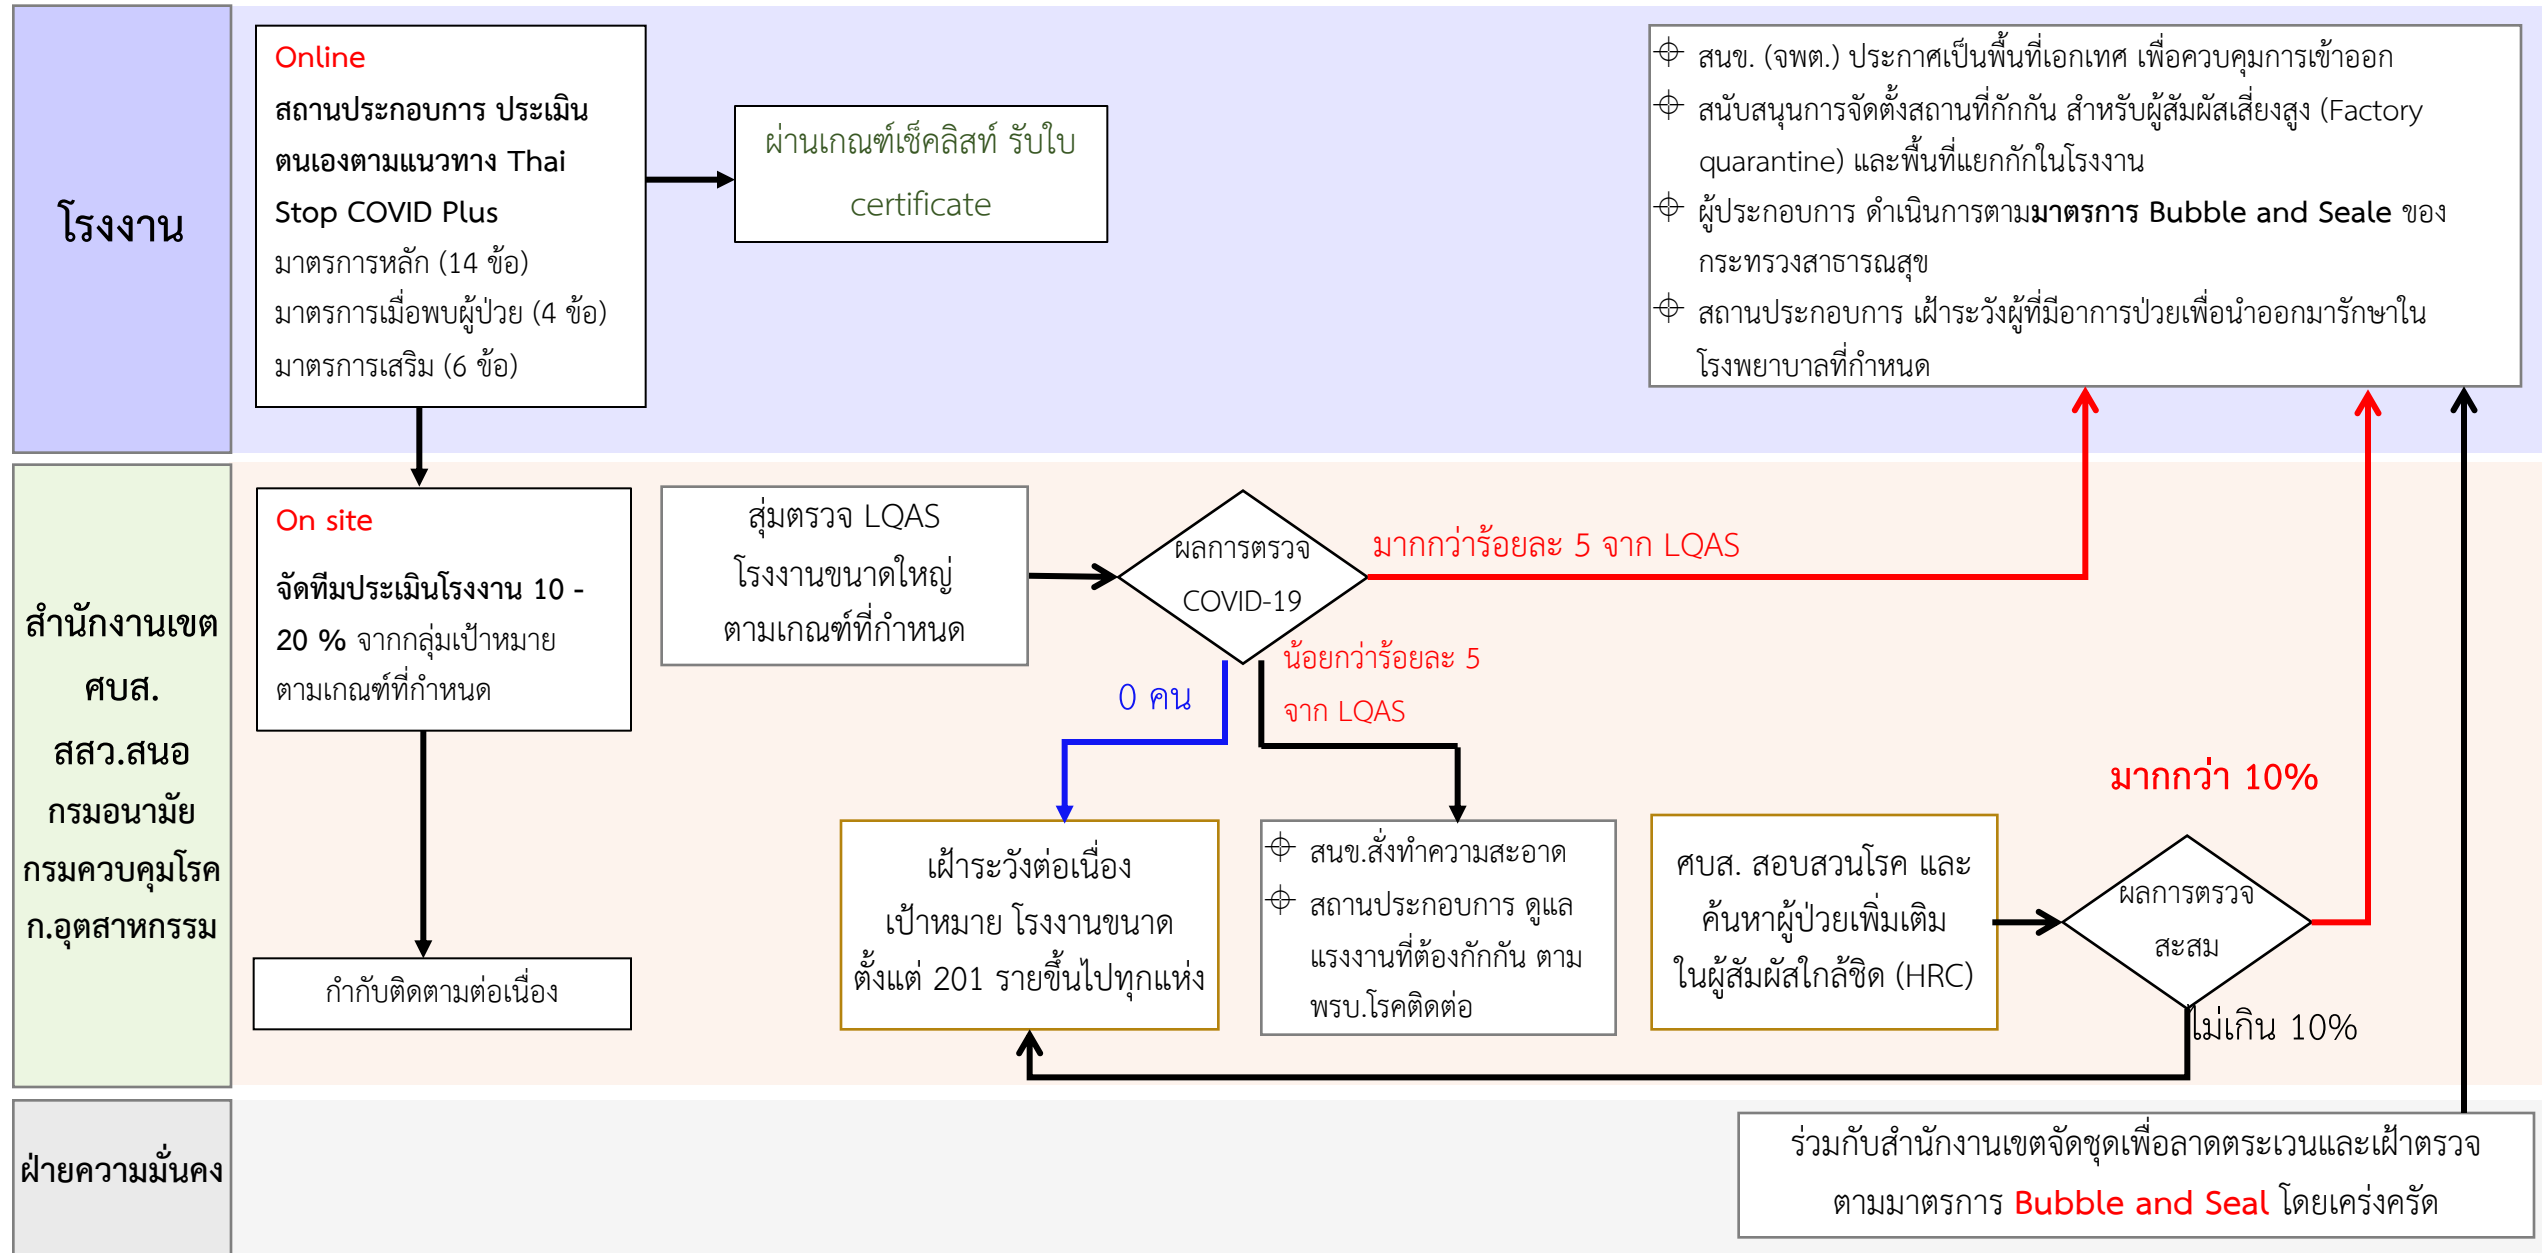 โรงงาน
Online
สถานประกอบการ ประเมิน
ตนเองตามแนวทาง Thai
Stop COVID Plus
มาตรการหลัก (14 ข้อ)
มาตรการเมื่อพบผู้ป่วย (4 ข้อ)
มาตรการเสริม (6 ข้อ)
ผ่านเกณฑ์เช็คลิสท์ รับใบ
certificate
สนข. (จพต.) ประกาศเป็นพื้นที่เอกเทศ เพื่อควบคุมการเข้าออก
สนับสนุนการจัดตั้งสถานที่กักกัน สำหรับผู้สัมผัสเสี่ยงสูง (Factory
quarantine) และพื้นที่แยกกักในโรงงาน
ผู้ประกอบการ ดำเนินการตามมาตรการ Bubble and Seale ของ
กระทรวงสาธารณสุข
สถานประกอบการ เฝ้าระวังผู้ที่มีอาการป่วยเพื่อนำออกมารักษาใน
โรงพยาบาลที่กำหนด
สำนักงานเขต
ศบส.
สสว.สนอ
กรมอนามัย
กรมควบคุมโรค
ก.อุตสาหกรรม
On site
จัดทีมประเมินโรงงาน 10 -
20 % จากกลุ่มเป้าหมาย
ตามเกณฑ์ที่กำหนด
กำกับติดตามต่อเนื่อง
สุ่มตรวจ LQAS
โรงงานขนาดใหญ่
ตามเกณฑ์ที่กำหนด
ผลการตรวจ
COVID-19
มากกว่าร้อยละ 5 จาก LQAS
น้อยกว่าร้อยละ 5
จาก LQAS
0 คน
เฝ้าระวังต่อเนื่อง
เป้าหมาย โรงงานขนาด
ตั้งแต่ 201 รายขึ้นไปทุกแห่ง
สนข.สั่งทำความสะอาด
สถานประกอบการ ดูแล
แรงงานที่ต้องกักกัน ตาม
พรบ.โรคติดต่อ
ศบส. สอบสวนโรค และ
ค้นหาผู้ป่วยเพิ่มเติม
ในผู้สัมผัสใกล้ชิด (HRC)
ผลการตรวจ
สะสม
มากกว่า 10%
ไม่เกิน 10%
ฝ่ายความมั่นคง
ร่วมกับสำนักงานเขตจัดชุดเพื่อลาดตระเวนและเฝ้าตรวจ
ตามมาตรการ Bubble and Seal โดยเคร่งครัด